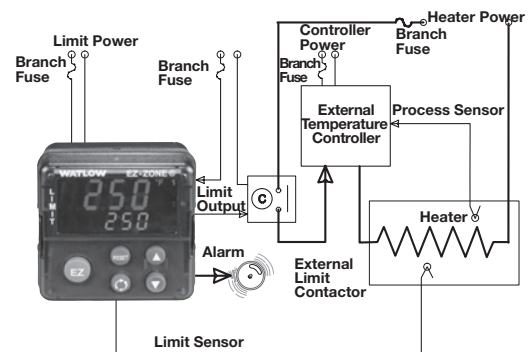 Limit Power
Branch
Fuse
Branch
Fuse
Controller
Power
Branch
Fuse
Heater Power
Branch
Fuse
External
Temperature
Controller
Process Sensor
WATLOW
EZ-ZONE®
LIMIT
250
°F
1
250
Limit
Output
C
EZ
RESET
Alarm
External
Limit
Contactor
Heater
Limit Sensor